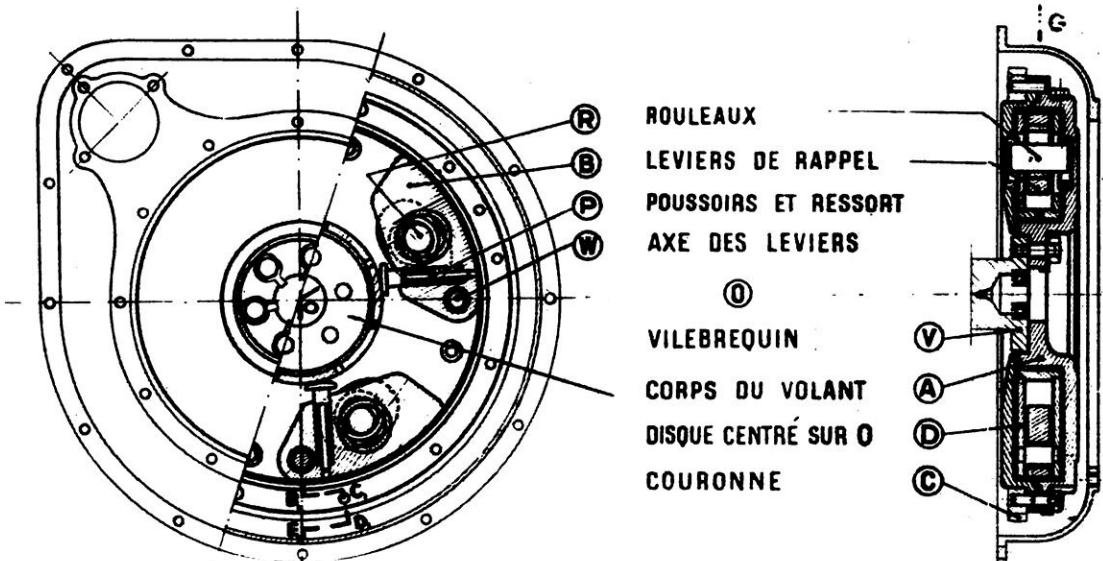 G
R ROULEAUX
B LEVIERS DE RAPPEL
P POUSSOIRS ET RESSORT
W AXE DES LEVIERS
O
VILEBREQUIN V
CORPS DU VOLANT A
DISQUE CENTRÉ SUR O D
COURONNE C
B C
E D